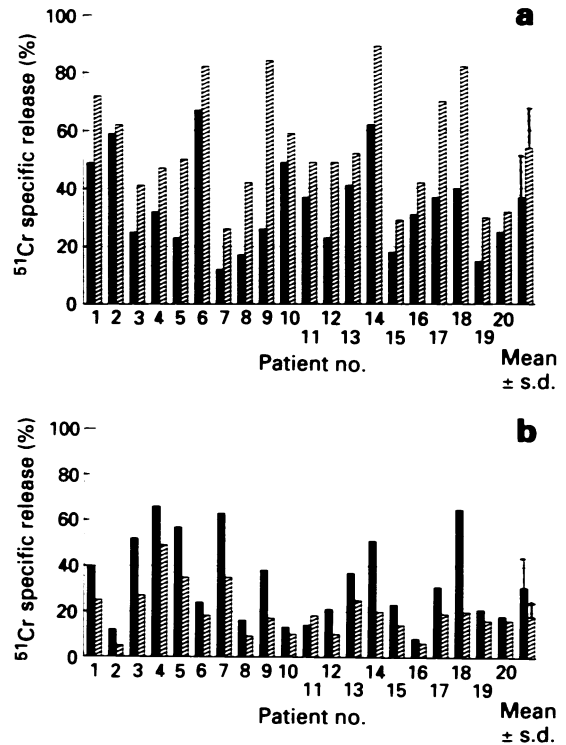 a
⁵¹Cr specific release (%)
100
80
60
40
20
0
1 2 3 4 5 6 7 8 9 10 11 12 13 14 15 16 17 18 19 20
Patient no.
Mean
± s.d.
b
⁵¹Cr specific release (%)
100
80
60
40
20
0
1 2 3 4 5 6 7 8 9 10 11 12 13 14 15 16 17 18 19 20
Patient no.
Mean
± s.d.